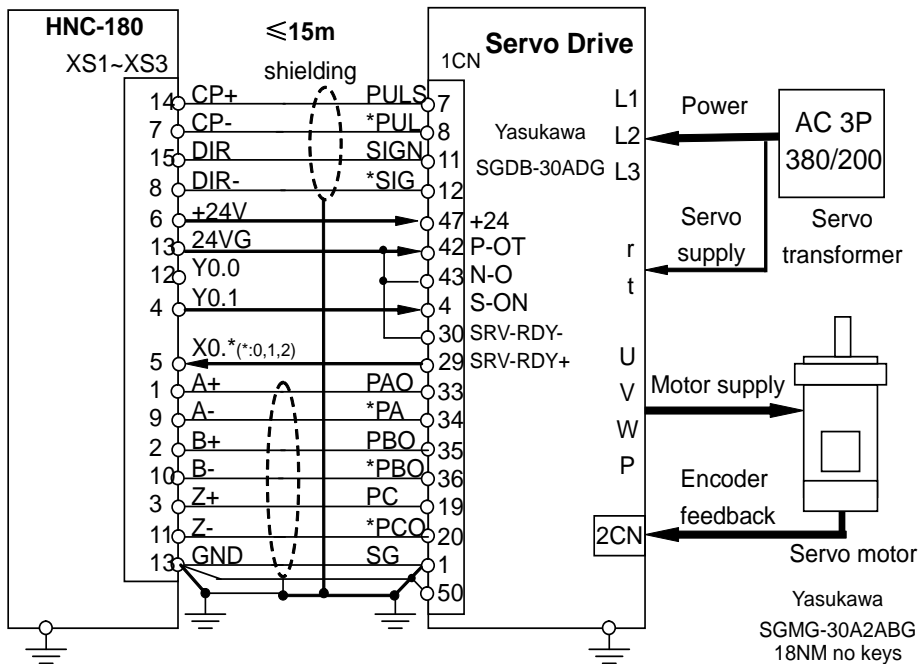 HNC-180
XS1~XS3
≤15m
shielding
Servo Drive
1CN
14 CP+ PULS 7
7 CP- *PUL 8
15 DIR SIGN 11
8 DIR- *SIG 12
6 +24V 47 +24
13 24VG 42 P-OT
12 Y0.0 43 N-O
4 Y0.1 4 S-ON
30 SRV-RDY-
5 X0.*(*:0,1,2) 29 SRV-RDY+
1 A+ PAO 33
9 A- *PA 34
2 B+ PBO 35
10 B- *PBO 36
3 Z+ PC 19
11 Z- *PCO 20
13 GND SG 1
50
Yasukawa
SGDB-30ADG
L1
L2
L3
r
t
U
V
W
P
2CN
Power
AC 3P
380/200
Servo
supply
Servo
transformer
Motor supply
Encoder
feedback
Servo motor
Yasukawa
SGMG-30A2ABG
18NM no keys